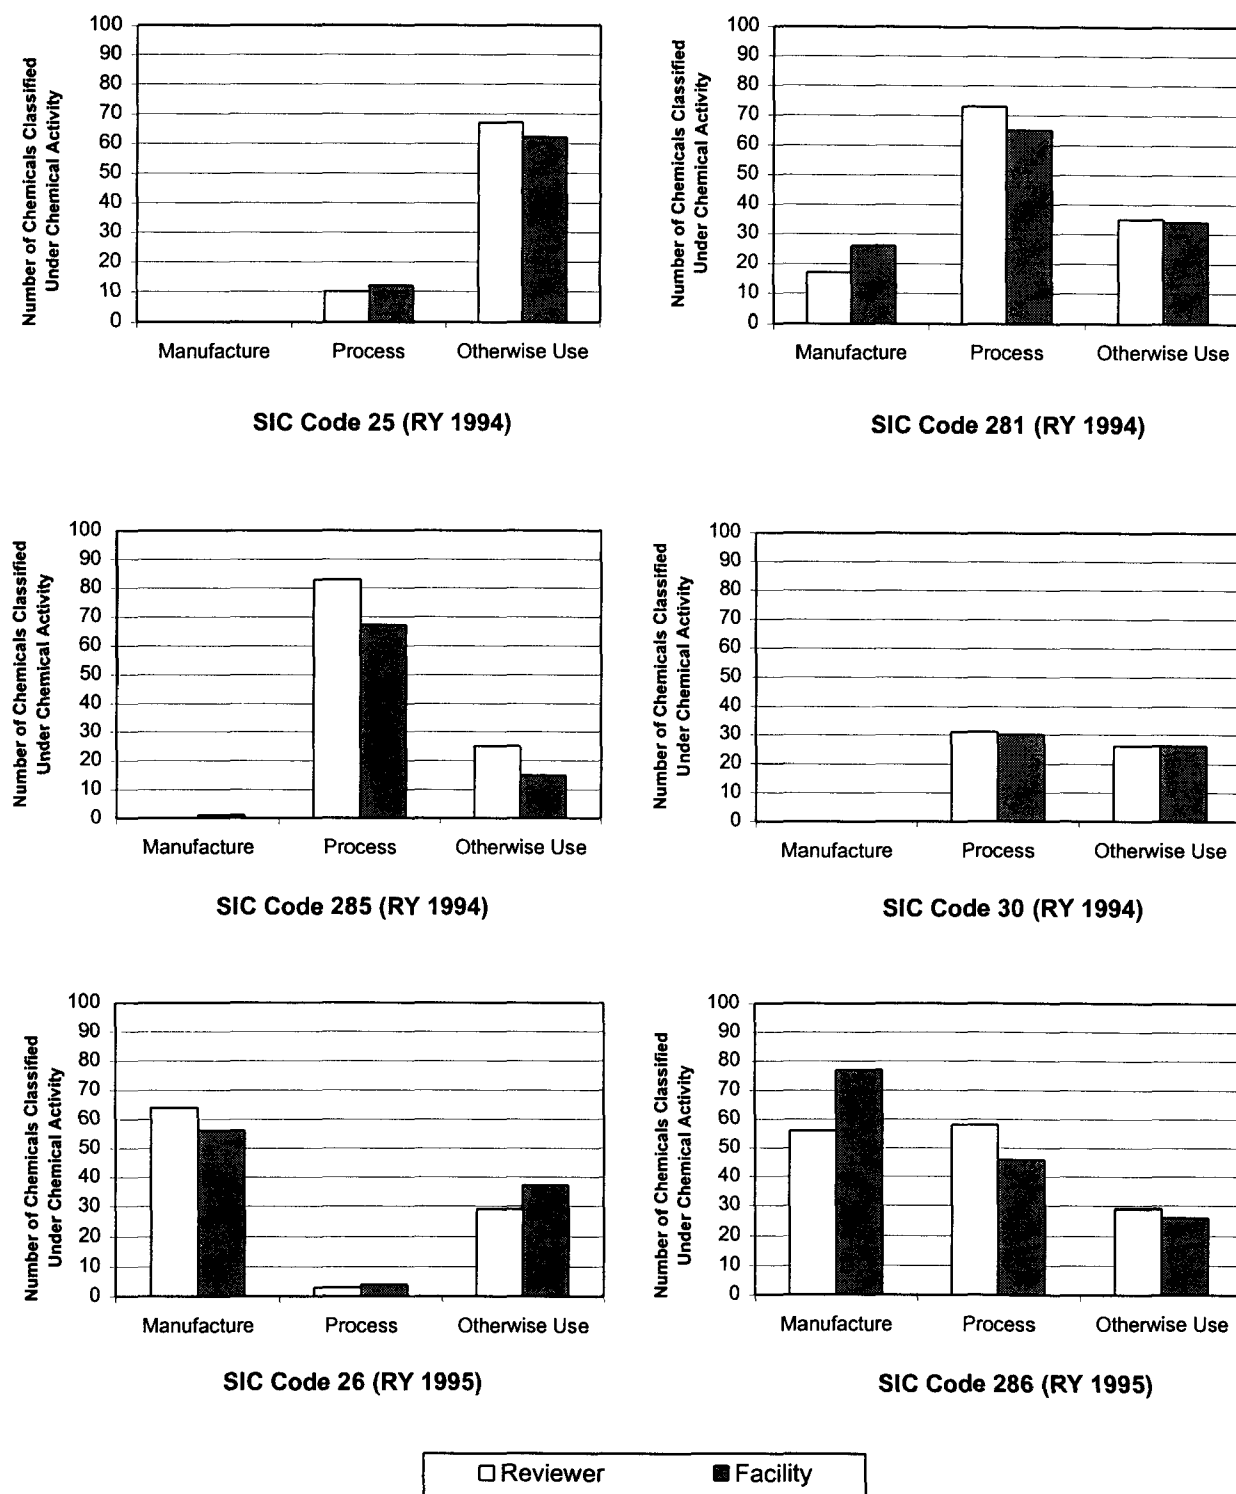 Number of Chemicals Classified
Under Chemical Activity
100
90
80
70
60
50
40
30
20
10
0
Manufacture Process Otherwise Use
SIC Code 25 (RY 1994)
Number of Chemicals Classified
Under Chemical Activity
100
90
80
70
60
50
40
30
20
10
0
Manufacture Process Otherwise Use
SIC Code 281 (RY 1994)
Number of Chemicals Classified
Under Chemical Activity
100
90
80
70
60
50
40
30
20
10
0
Manufacture Process Otherwise Use
SIC Code 285 (RY 1994)
Number of Chemicals Classified
Under Chemical Activity
100
90
80
70
60
50
40
30
20
10
0
Manufacture Process Otherwise Use
SIC Code 30 (RY 1994)
Number of Chemicals Classified
Under Chemical Activity
100
90
80
70
60
50
40
30
20
10
0
Manufacture Process Otherwise Use
SIC Code 26 (RY 1995)
Number of Chemicals Classified
Under Chemical Activity
100
90
80
70
60
50
40
30
20
10
0
Manufacture Process Otherwise Use
SIC Code 286 (RY 1995)
Reviewer Facility